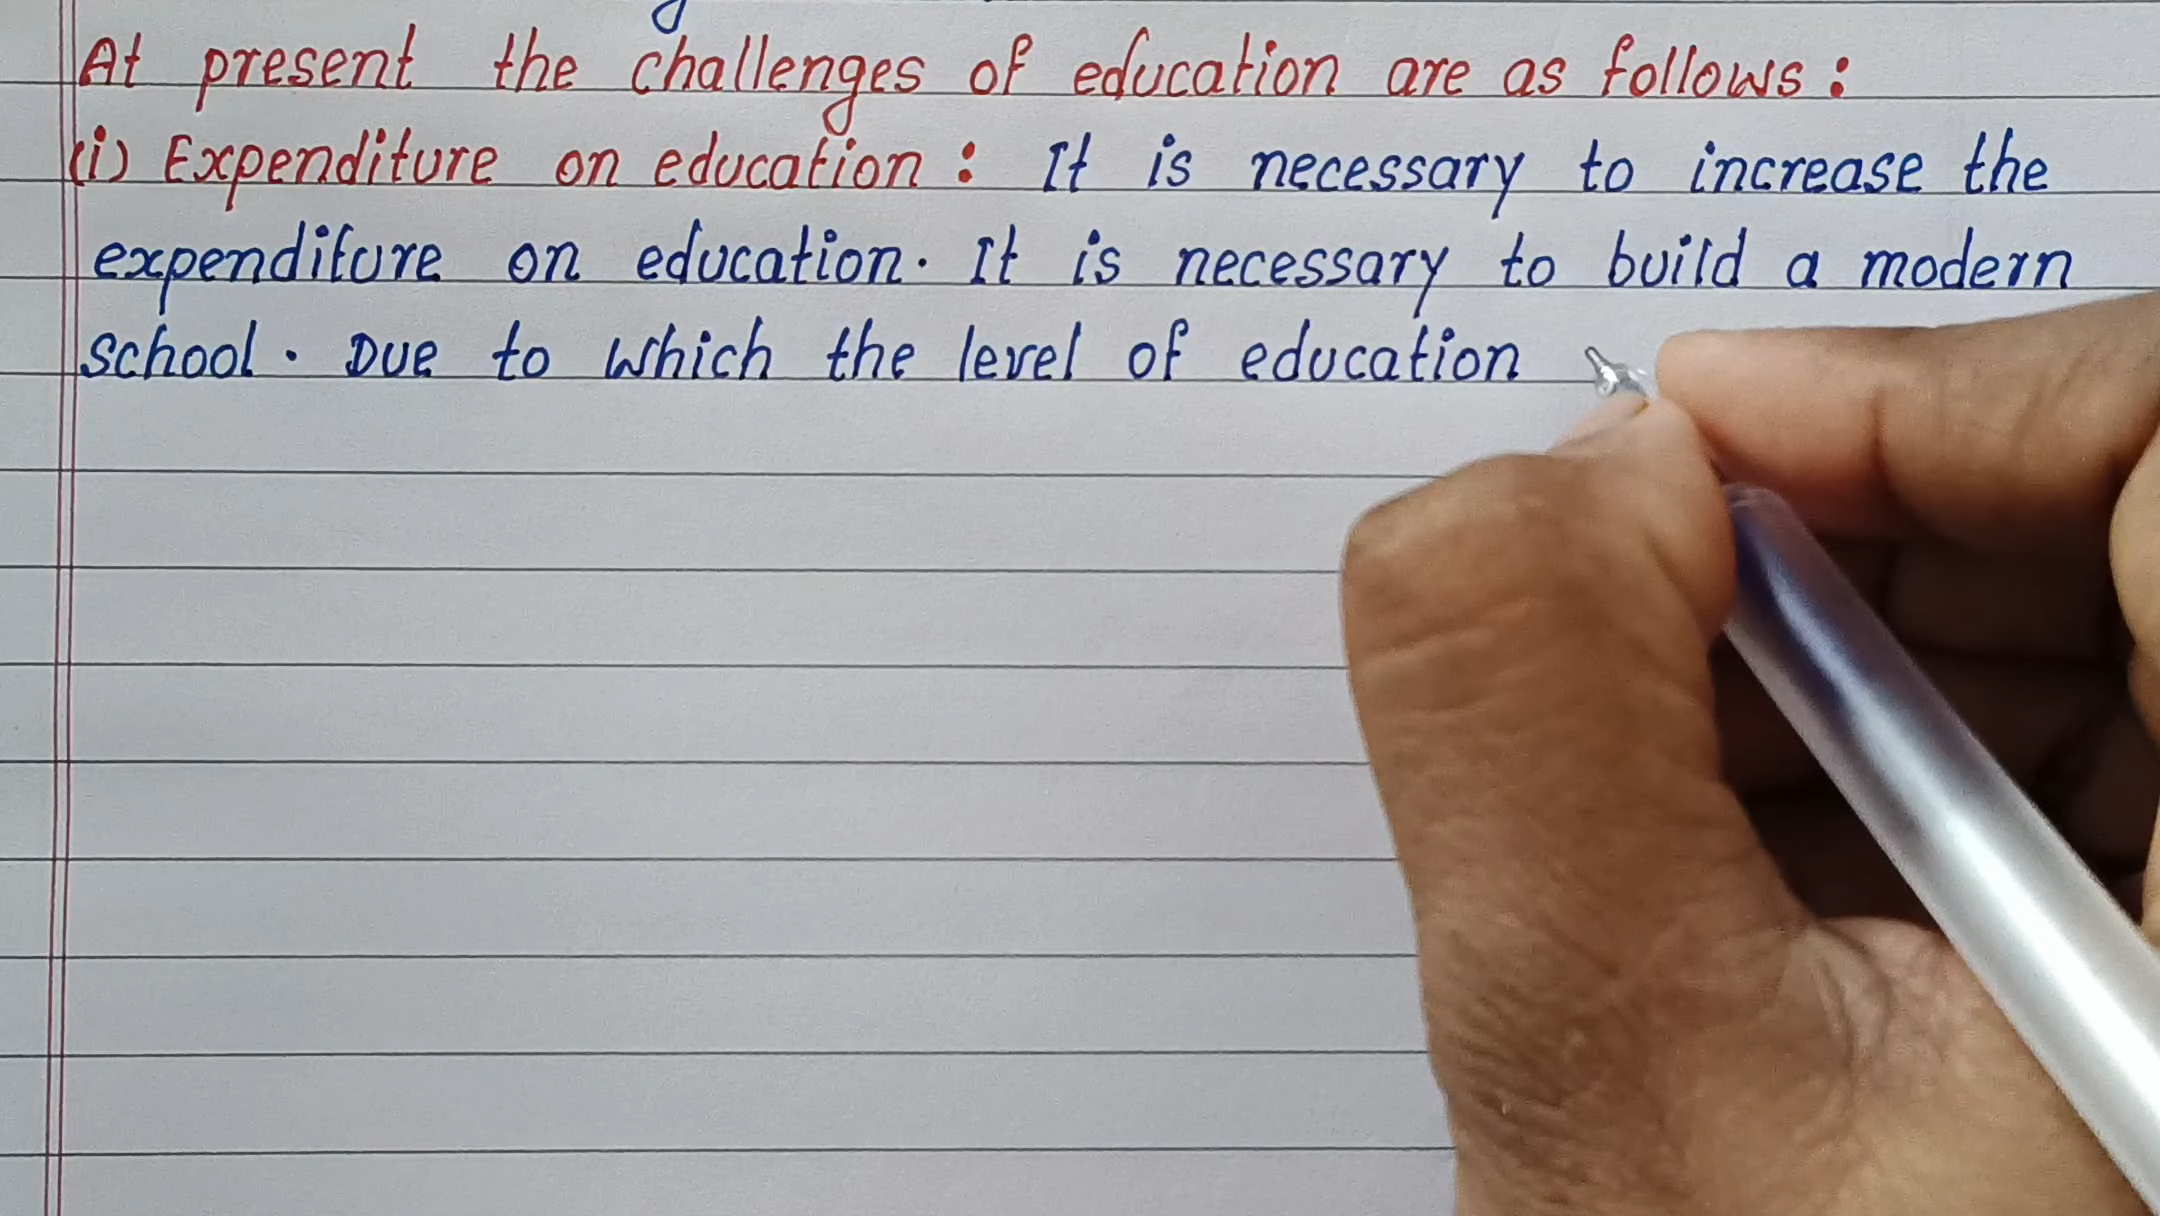 At present the challenges of education are as follows:
(i) Expenditure on education: It is necessary to increase the
expenditure on education. It is necessary to build a modern
school. Due to which the level of education